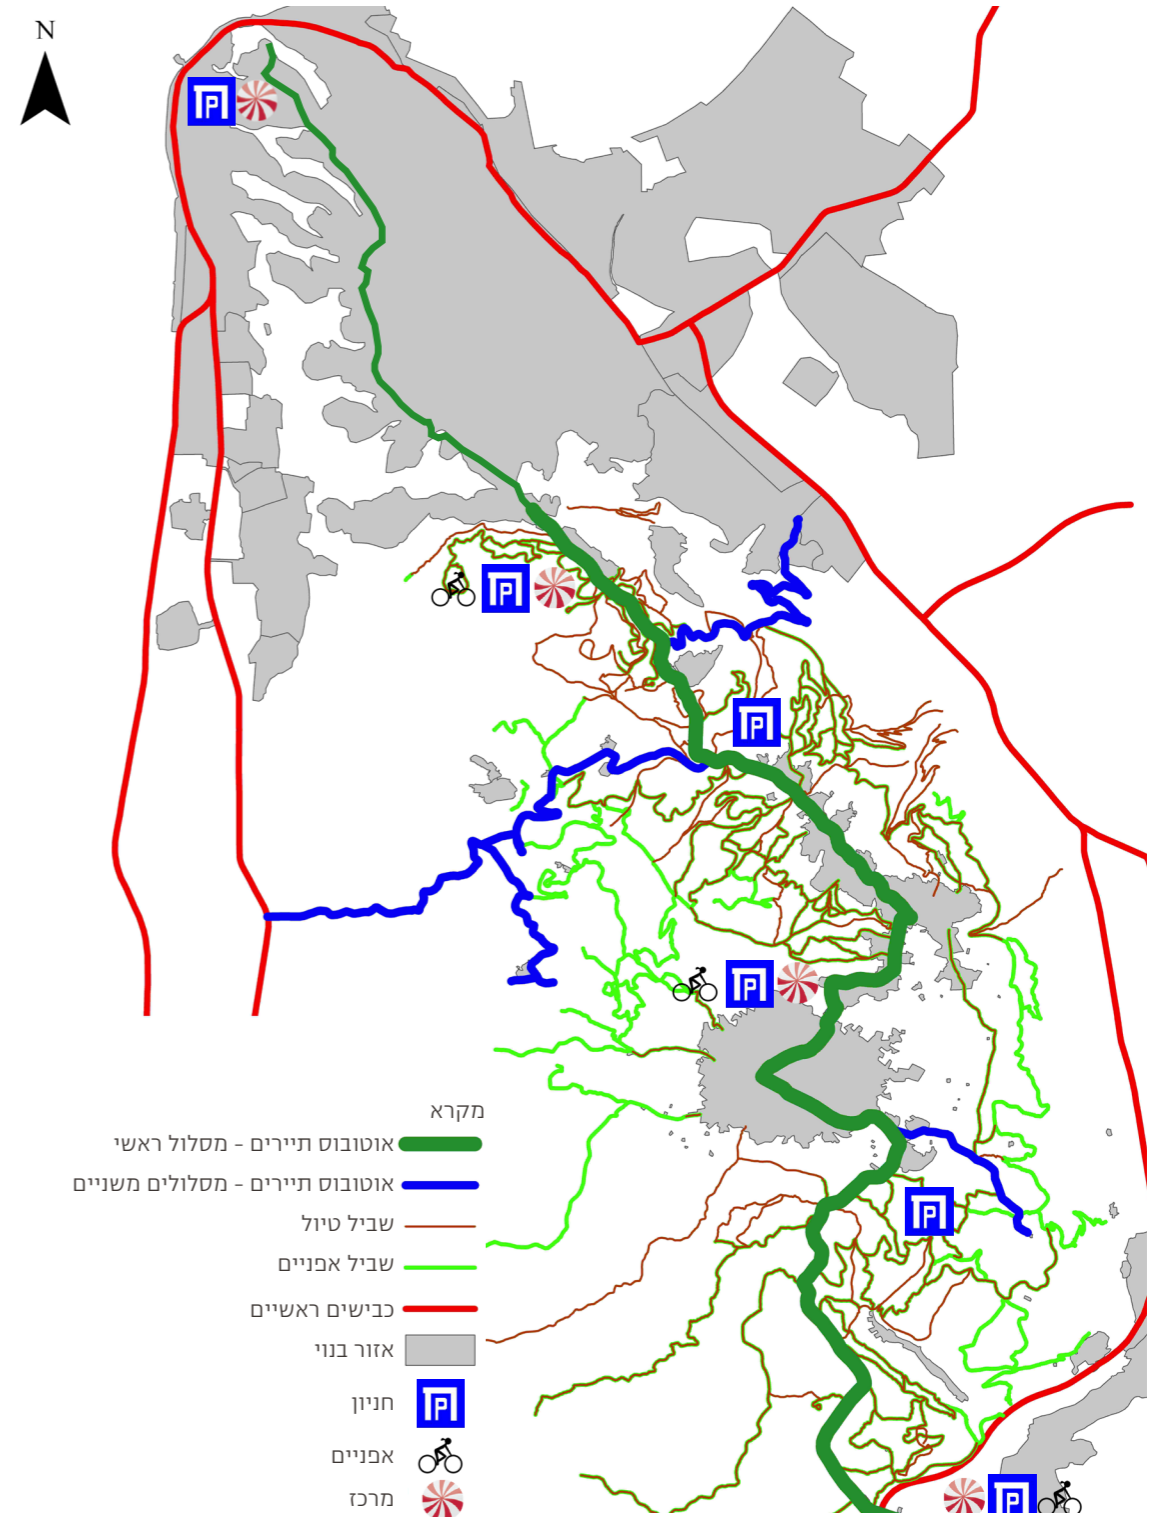 N
P
P
P
P
P
מקרא
אוטובוס תיירים - מסלול ראשי
אוטובוס תיירים - מסלולים משניים
שביל טיול
שביל אפניים
כבישים ראשיים
אזור בנוי
P
חניון
אפניים
מרכז
P